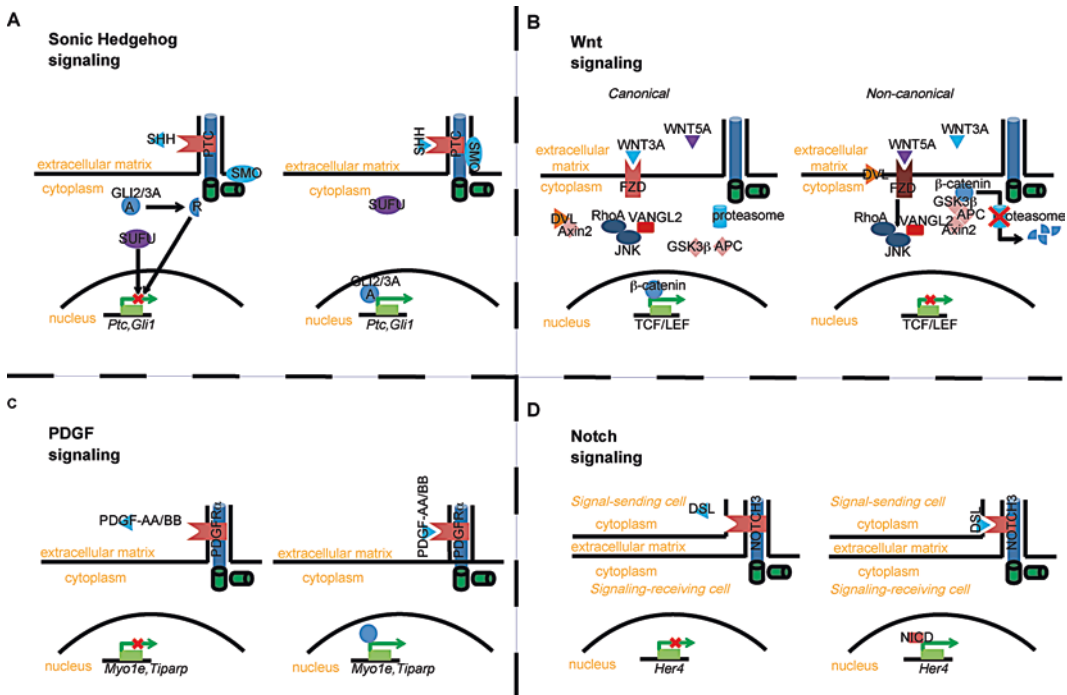 A
Sonic Hedgehog
signaling
SHH
PTC
extracellular matrix
cytoplasm
SMO
GLI2/3A
A
R
SUFU
nucleus
Ptc,Gli1
SHH
PTC
SMO
extracellular matrix
cytoplasm
SUFU
GLI2/3A
A
nucleus
Ptc,Gli1
B
Wnt
signaling
Canonical
WNT5A
WNT3A
extracellular
matrix
cytoplasm
FZD
DVL
Axin2
RhoA
VANGL2
JNK
proteasome
GSK3β
APC
β-catenin
nucleus
TCF/LEF
Non-canonical
WNT3A
WNT5A
extracellular
matrix
cytoplasm
DVL
FZD
β-catenin
GSK3β
APC
Axin2
RhoA
VANGL2
JNK
oteasome
nucleus
TCF/LEF
C
PDGF
signaling
PDGF-AA/BB
PDGFRα
extracellular matrix
cytoplasm
nucleus
Myo1e,Tiparp
PDGF-AA/BB
PDGFRα
extracellular matrix
cytoplasm
nucleus
Myo1e,Tiparp
D
Notch
signaling
Signal-sending cell
DSL
NOTCH3
cytoplasm
extracellular matrix
cytoplasm
Signaling-receiving cell
nucleus
Her4
Signal-sending cell
DSL
NOTCH3
cytoplasm
extracellular matrix
cytoplasm
Signaling-receiving cell
NICD
nucleus
Her4